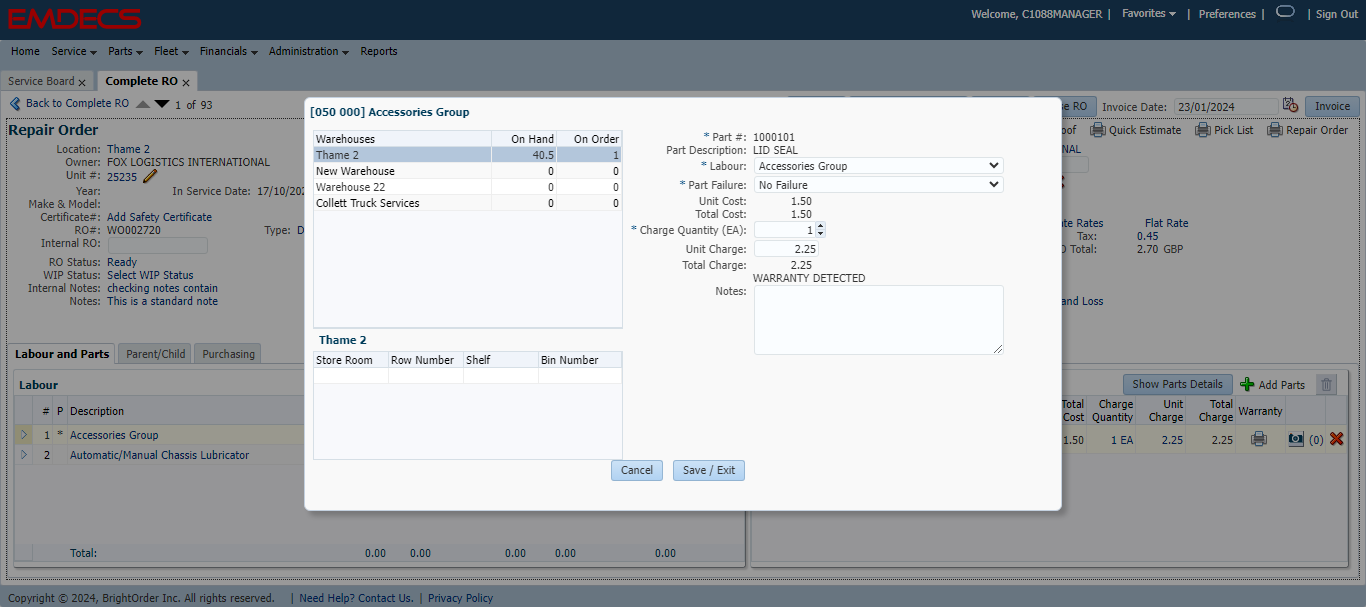 EMDECS
Welcome, C1088MANAGER | Favorites | Preferences | | Sign Out
Home Service Parts Fleet Financials Administration Reports
Service Board x Complete RO x
Back to Complete RO 1 of 93
se RO Invoice Date: 23/01/2024 Invoice
Repair Order
oof Quick Estimate Pick List Repair Order
Location: Thame 2
Owner: FOX LOGISTICS INTERNATIONAL
NAL
Unit #: 25235
Year: In Service Date: 17/10/202
Make & Model:
Certificate#: Add Safety Certificate
RO#: WO002720 Type: D
Internal RO:
RO Status: Ready
WIP Status: Select WIP Status
Internal Notes: checking notes contain
Notes: This is a standard note
te Rates Flat Rate
Tax: 0.45
O Total: 2.70 GBP
and Loss
[050 000] Accessories Group
Warehouses On Hand On Order
Thame 2 40.5 1
New Warehouse 0 0
Warehouse 22 0 0
Collett Truck Services 0 0
Thame 2
Store Room Row Number Shelf Bin Number
* Part #: 1000101
Part Description: LID SEAL
* Labour: Accessories Group
* Part Failure: No Failure
Unit Cost: 1.50
Total Cost: 1.50
* Charge Quantity (EA): 1
Unit Charge: 2.25
Total Charge: 2.25
WARRANTY DETECTED
Notes:
Cancel Save / Exit
Labour and Parts Parent/Child Purchasing
Labour
# P Description
1 * Accessories Group
2 Automatic/Manual Chassis Lubricator
Total: 0.00 0.00 0.00 0.00 0.00
Show Parts Details Add Parts
Total Cost Charge Quantity Unit Charge Total Charge Warranty
1.50 1 EA 2.25 2.25 (0)
Copyright © 2024, BrightOrder Inc. All rights reserved. | Need Help? Contact Us. | Privacy Policy